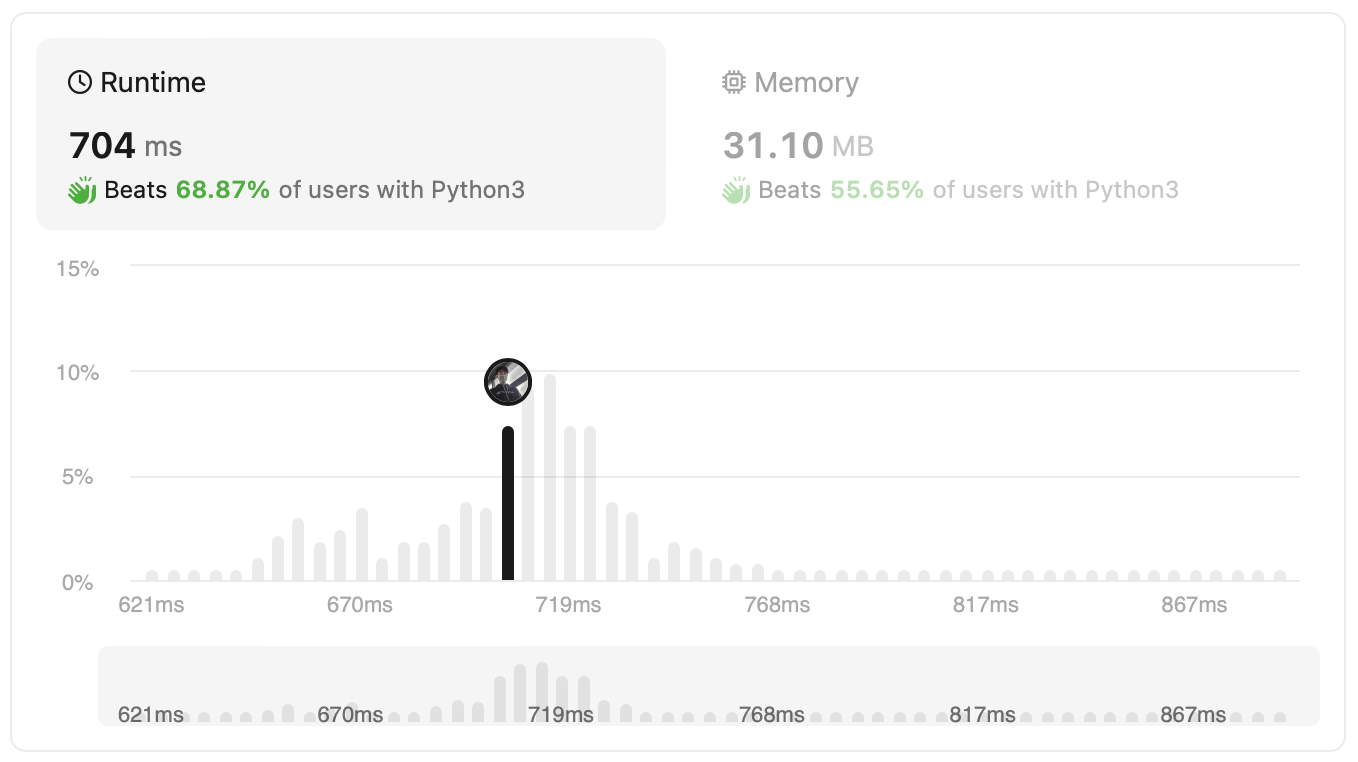 Runtime
704 ms
Beats 68.87% of users with Python3
Memory
31.10 MB
Beats 55.65% of users with Python3
15%
10%
5%
0%
621ms 670ms 719ms 768ms 817ms 867ms
621ms 670ms 719ms 768ms 817ms 867ms